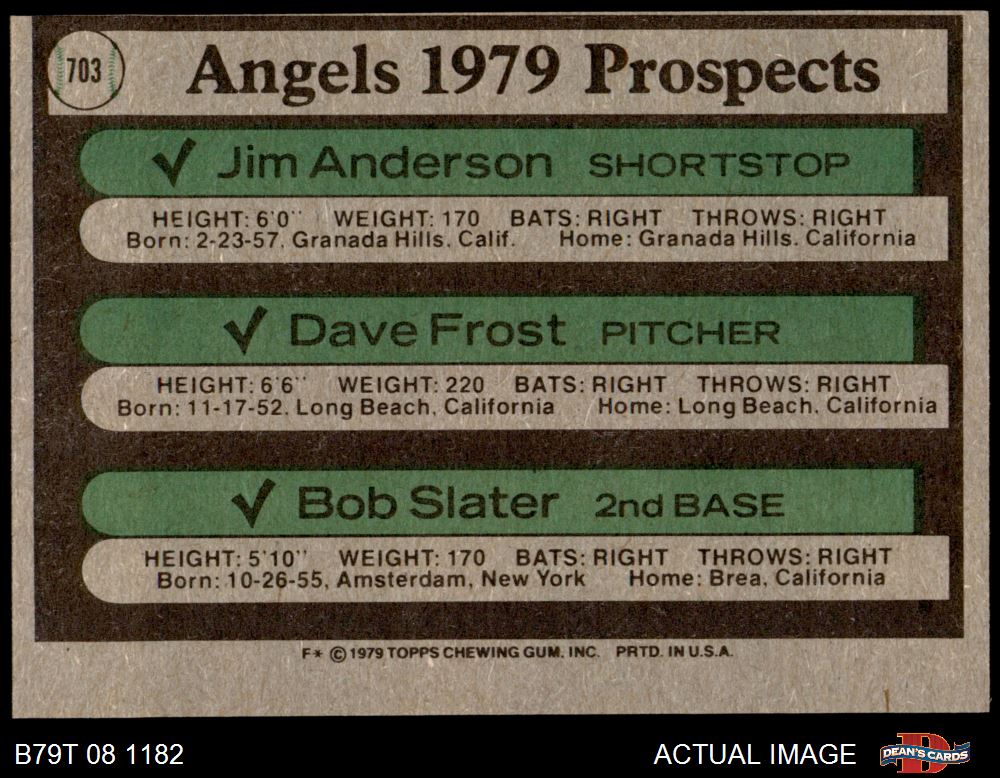 703
Angels 1979 Prospects
✓ Jim Anderson SHORTSTOP
HEIGHT: 6'0" WEIGHT: 170 BATS: RIGHT THROWS: RIGHT
Born: 2-23-57, Granada Hills, Calif. Home: Granada Hills, California
✓ Dave Frost PITCHER
HEIGHT: 6'6" WEIGHT: 220 BATS: RIGHT THROWS: RIGHT
Born: 11-17-52, Long Beach, California Home: Long Beach, California
✓ Bob Slater 2nd BASE
HEIGHT: 5'10" WEIGHT: 170 BATS: RIGHT THROWS: RIGHT
Born: 10-26-55, Amsterdam, New York Home: Brea, California
F* © 1979 TOPPS CHEWING GUM, INC. PRTD. IN U.S.A.
B79T 08 1182 ACTUAL IMAGE DEAN'S CARDS